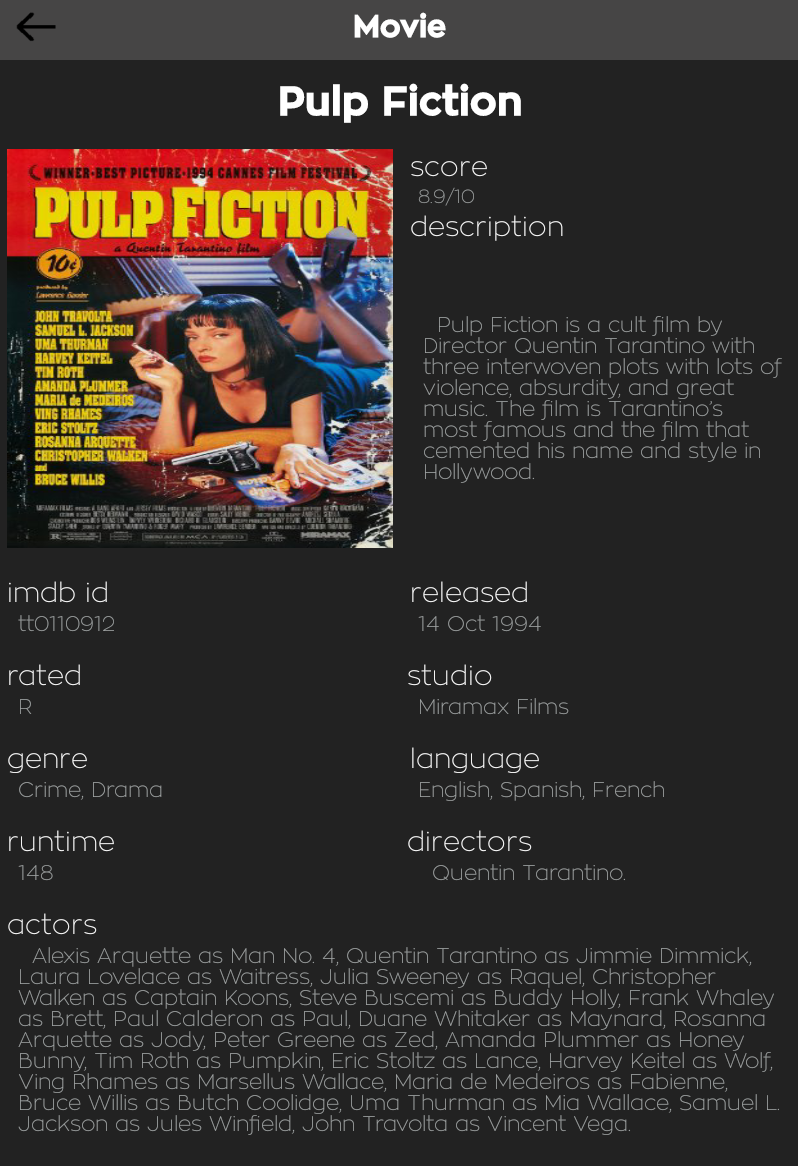 Movie
Pulp Fiction
WINNER-BEST PICTURE-1994 CANNES FILM FESTIVAL
PULP FICTION
a Quentin Tarantino film
10¢
produced by
Lawrence Bender
JOHN TRAVOLTA
SAMUEL L. JACKSON
UMA THURMAN
HARVEY KEITEL
TIM ROTH
AMANDA PLUMMER
MARIA de MEDEIROS
VING RHAMES
ERIC STOLTZ
ROSANNA ARQUETTE
CHRISTOPHER WALKEN
and
BRUCE WILLIS
R
MIRAMAX
score
8.9/10
description
Pulp Fiction is a cult film by
Director Quentin Tarantino with
three interwoven plots with lots of
violence, absurdity, and great
music. The film is Tarantino's
most famous and the film that
cemented his name and style in
Hollywood.
imdb id
tt0110912
released
14 Oct 1994
rated
R
studio
Miramax Films
genre
Crime, Drama
language
English, Spanish, French
runtime
148
directors
Quentin Tarantino.
actors
Alexis Arquette as Man No. 4, Quentin Tarantino as Jimmie Dimmick,
Laura Lovelace as Waitress, Julia Sweeney as Raquel, Christopher
Walken as Captain Koons, Steve Buscemi as Buddy Holly, Frank Whaley
as Brett, Paul Calderon as Paul, Duane Whitaker as Maynard, Rosanna
Arquette as Jody, Peter Greene as Zed, Amanda Plummer as Honey
Bunny, Tim Roth as Pumpkin, Eric Stoltz as Lance, Harvey Keitel as Wolf,
Ving Rhames as Marsellus Wallace, Maria de Medeiros as Fabienne,
Bruce Willis as Butch Coolidge, Uma Thurman as Mia Wallace, Samuel L.
Jackson as Jules Winfield, John Travolta as Vincent Vega.